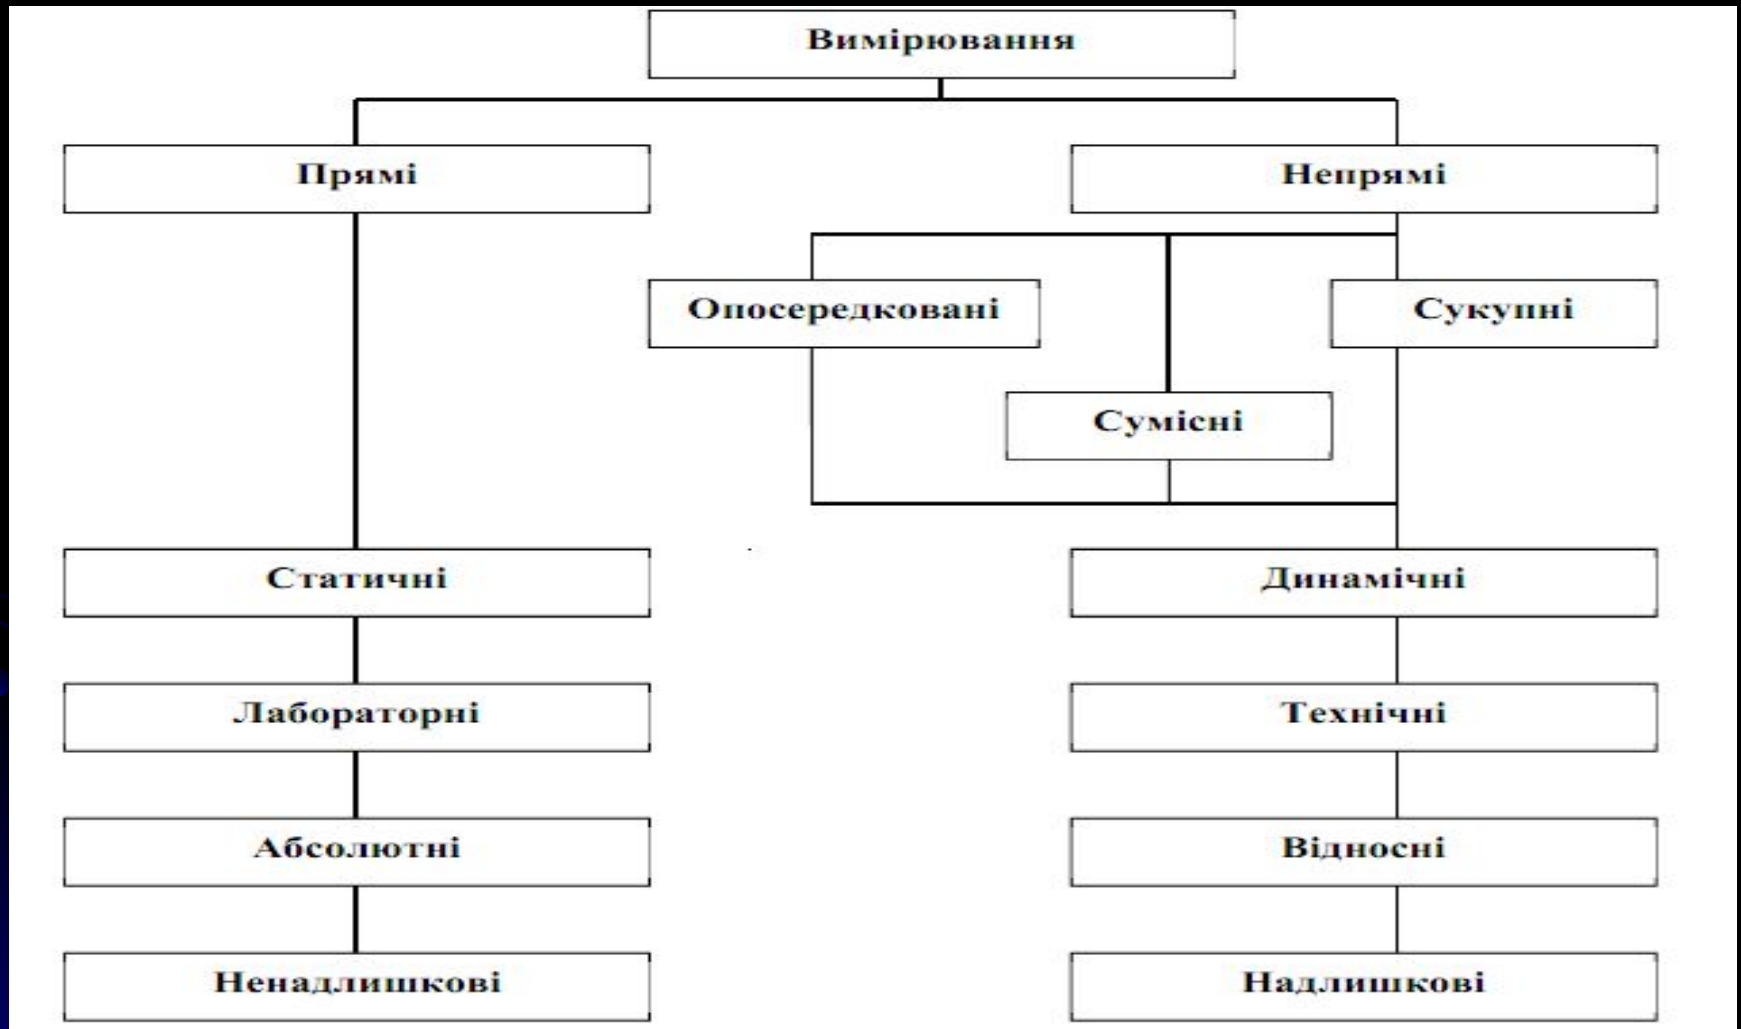 Вимірювання
Прямі
Непрямі
Опосередковані
Сукупні
Сумісні
Статичні
Динамічні
Лабораторні
Технічні
Абсолютні
Відносні
Ненадлишкові
Надлишкові